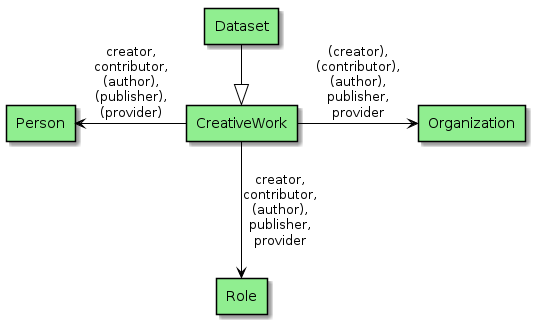 Dataset
creator,
contributor,
(author),
(publisher),
(provider)
(creator),
(contributor),
(author),
publisher,
provider
Person
CreativeWork
Organization
creator,
contributor,
(author),
publisher,
provider
Role